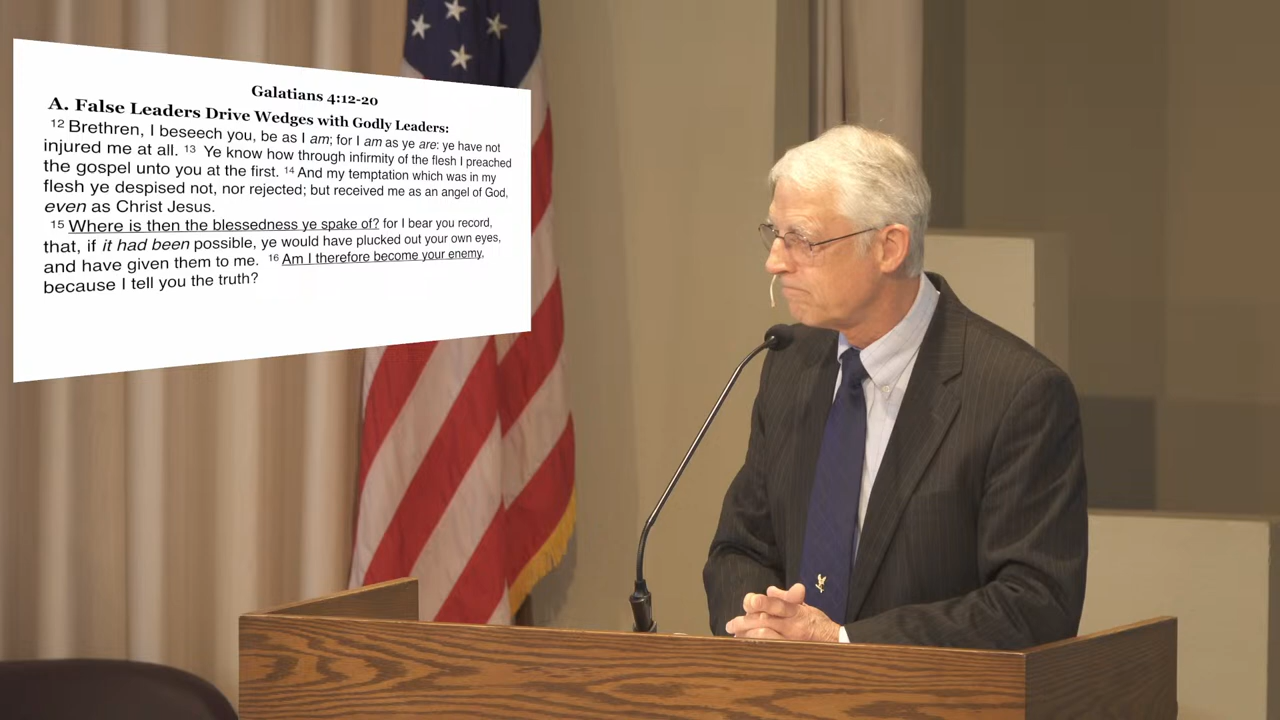 Galatians 4:12-20
A. False Leaders Drive Wedges with Godly Leaders:
12 Brethren, I beseech you, be as I am; for I am as ye are: ye have not
injured me at all. 13 Ye know how through infirmity of the flesh I preached
the gospel unto you at the first. 14 And my temptation which was in my
flesh ye despised not, nor rejected; but received me as an angel of God,
even as Christ Jesus.
15 Where is then the blessedness ye spake of? for I bear you record,
that, if it had been possible, ye would have plucked out your own eyes,
and have given them to me. 16 Am I therefore become your enemy,
because I tell you the truth?